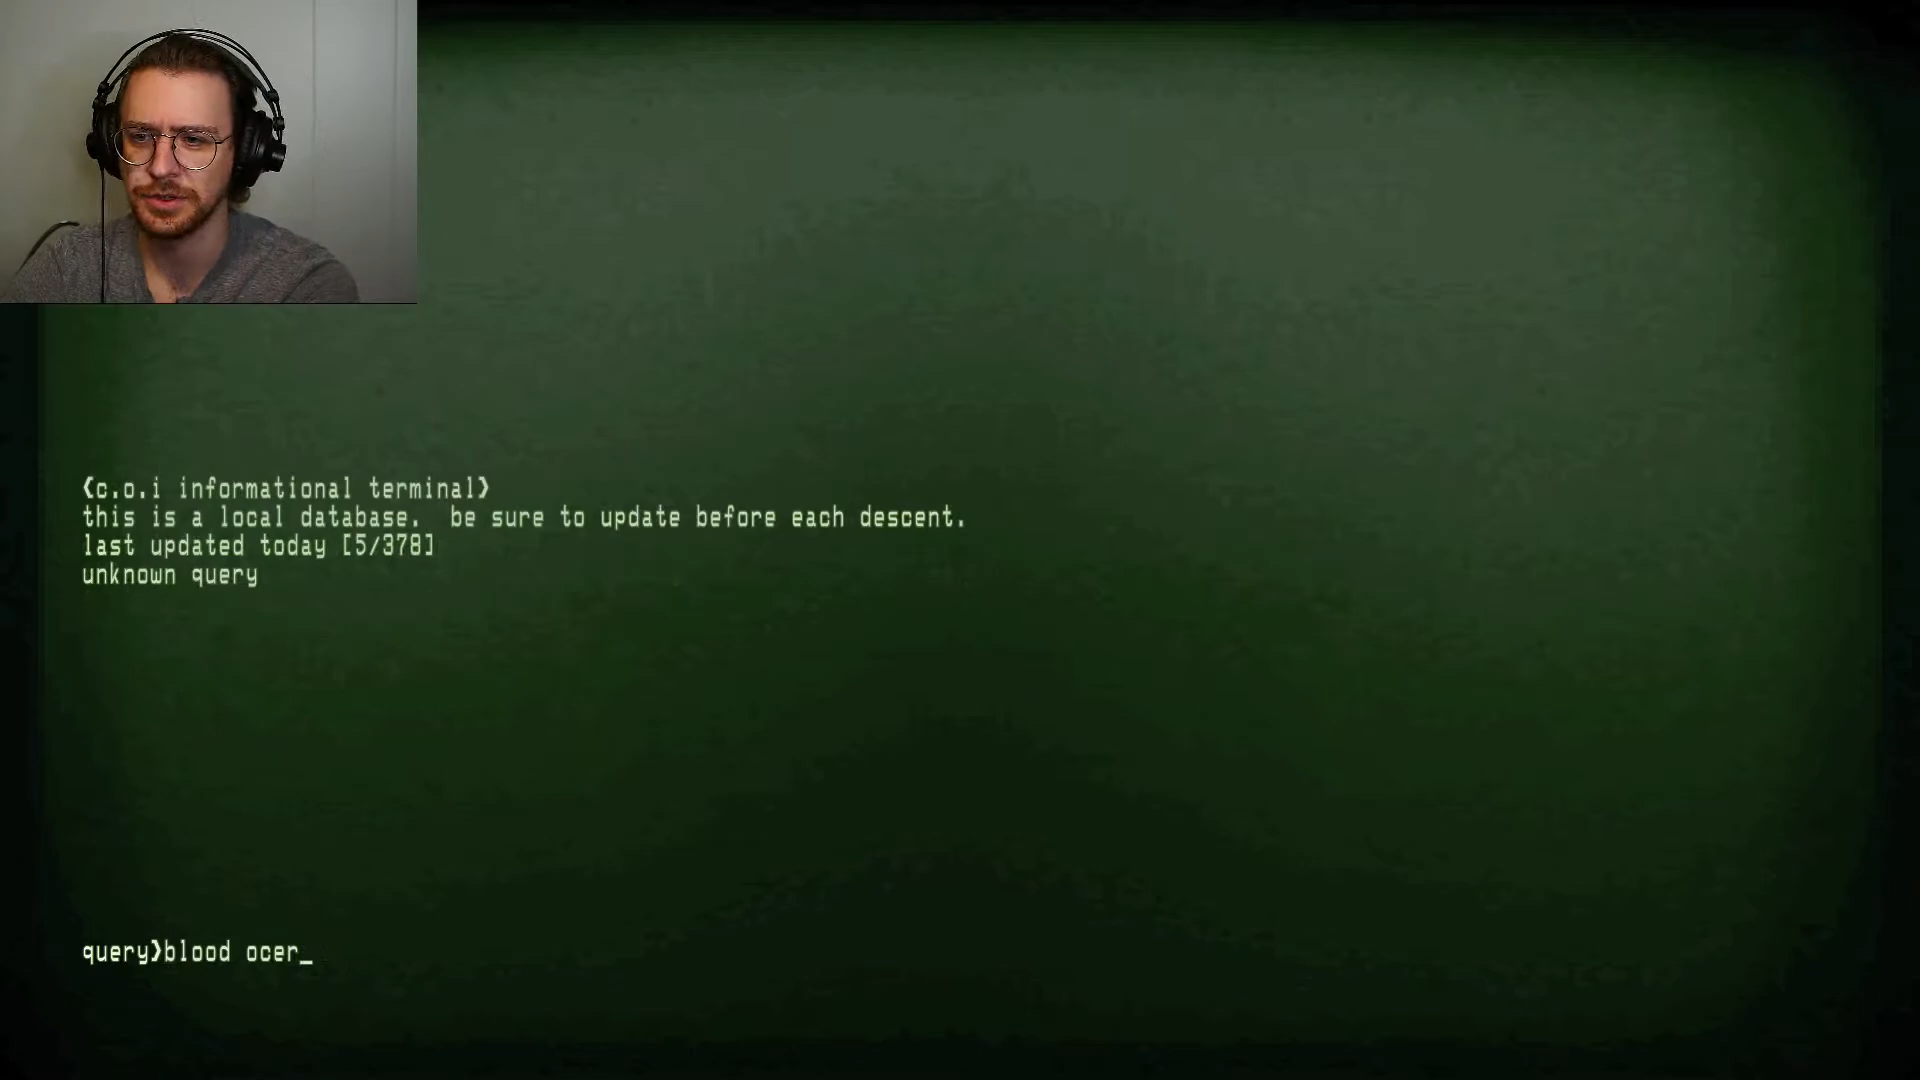 <c.o.i informational terminal>
this is a local database.  be sure to update before each descent.
last updated today [5/378]
unknown query
query>blood ocer_